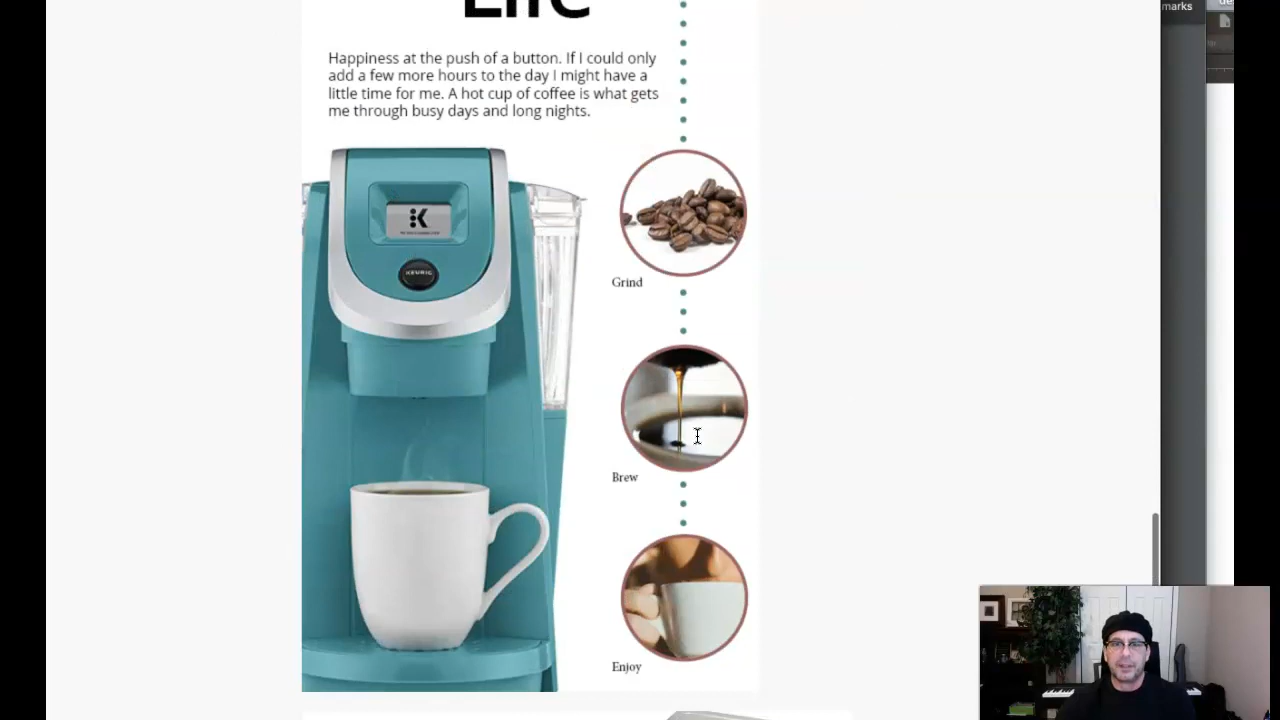 marks
Life
Happiness at the push of a button. If I could only
add a few more hours to the day I might have a
little time for me. A hot cup of coffee is what gets
me through busy days and long nights.
K
KEURIG
Grind
Brew
Enjoy